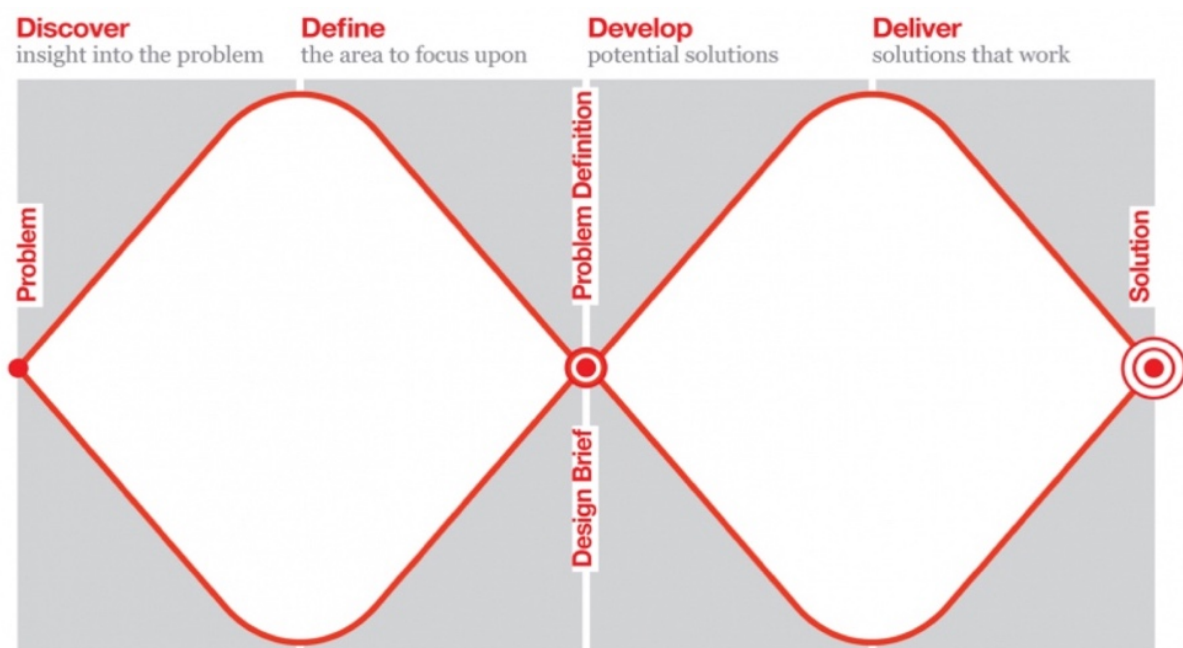 Discover
insight into the problem
Define
the area to focus upon
Develop
potential solutions
Deliver
solutions that work
Problem
Problem Definition
Design Brief
Solution